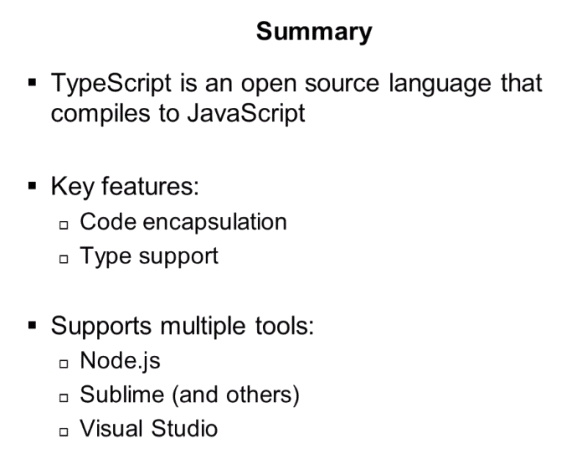 Summary
▪ TypeScript is an open source language that
compiles to JavaScript
▪ Key features:
▫ Code encapsulation
▫ Type support
▪ Supports multiple tools:
▫ Node.js
▫ Sublime (and others)
▫ Visual Studio